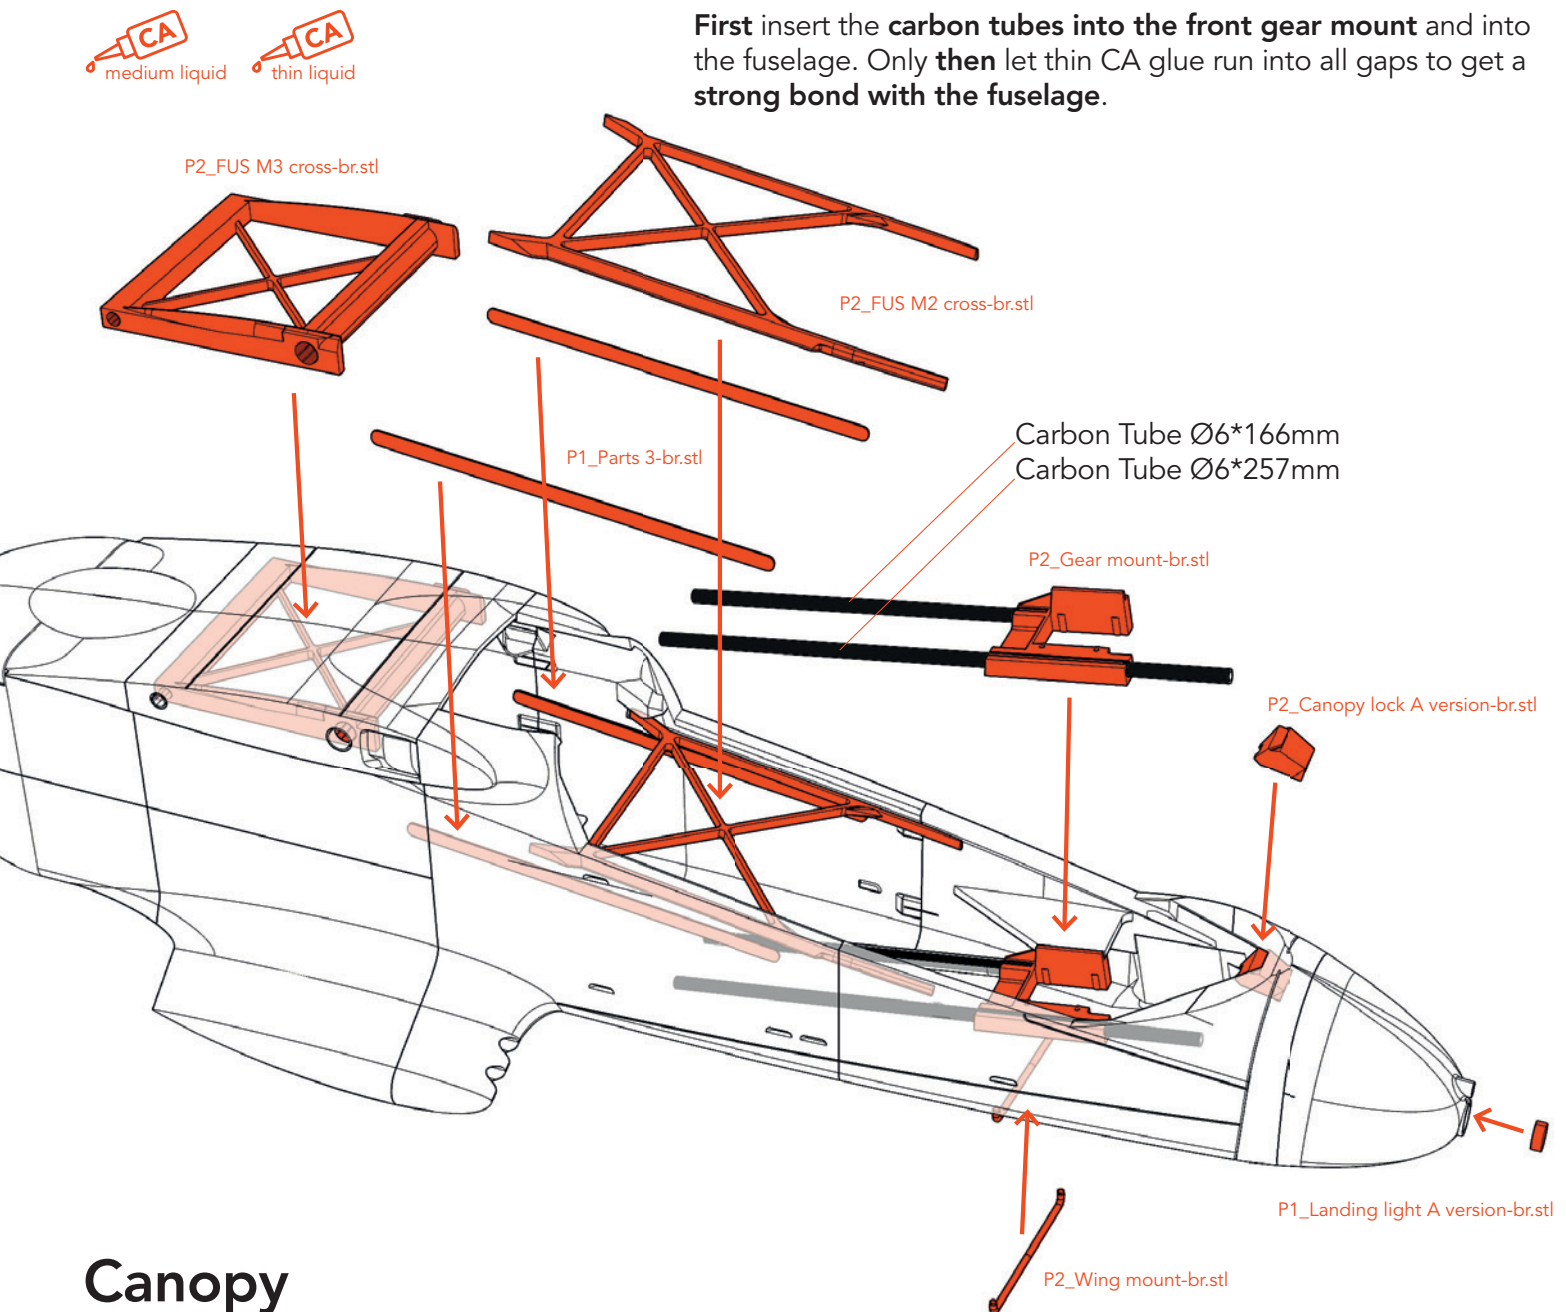 CA
medium liquid
CA
thin liquid
First insert the carbon tubes into the front gear mount and into
the fuselage. Only then let thin CA glue run into all gaps to get a
strong bond with the fuselage.
P2_FUS M3 cross-br.stl
P2_FUS M2 cross-br.stl
P1_Parts 3-br.stl
Carbon Tube Ø6*166mm
Carbon Tube Ø6*257mm
P2_Gear mount-br.stl
P2_Canopy lock A version-br.stl
P1_Landing light A version-br.stl
P2_Wing mount-br.stl
Canopy